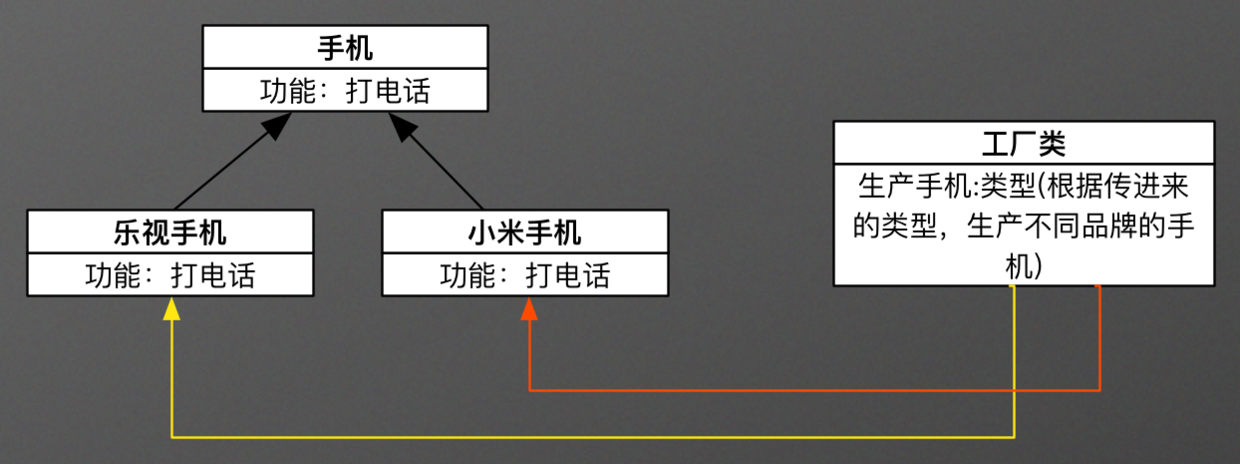 手机
功能：打电话
乐视手机
功能：打电话
小米手机
功能：打电话
工厂类
生产手机:类型(根据传进来
的类型，生产不同品牌的手
机)